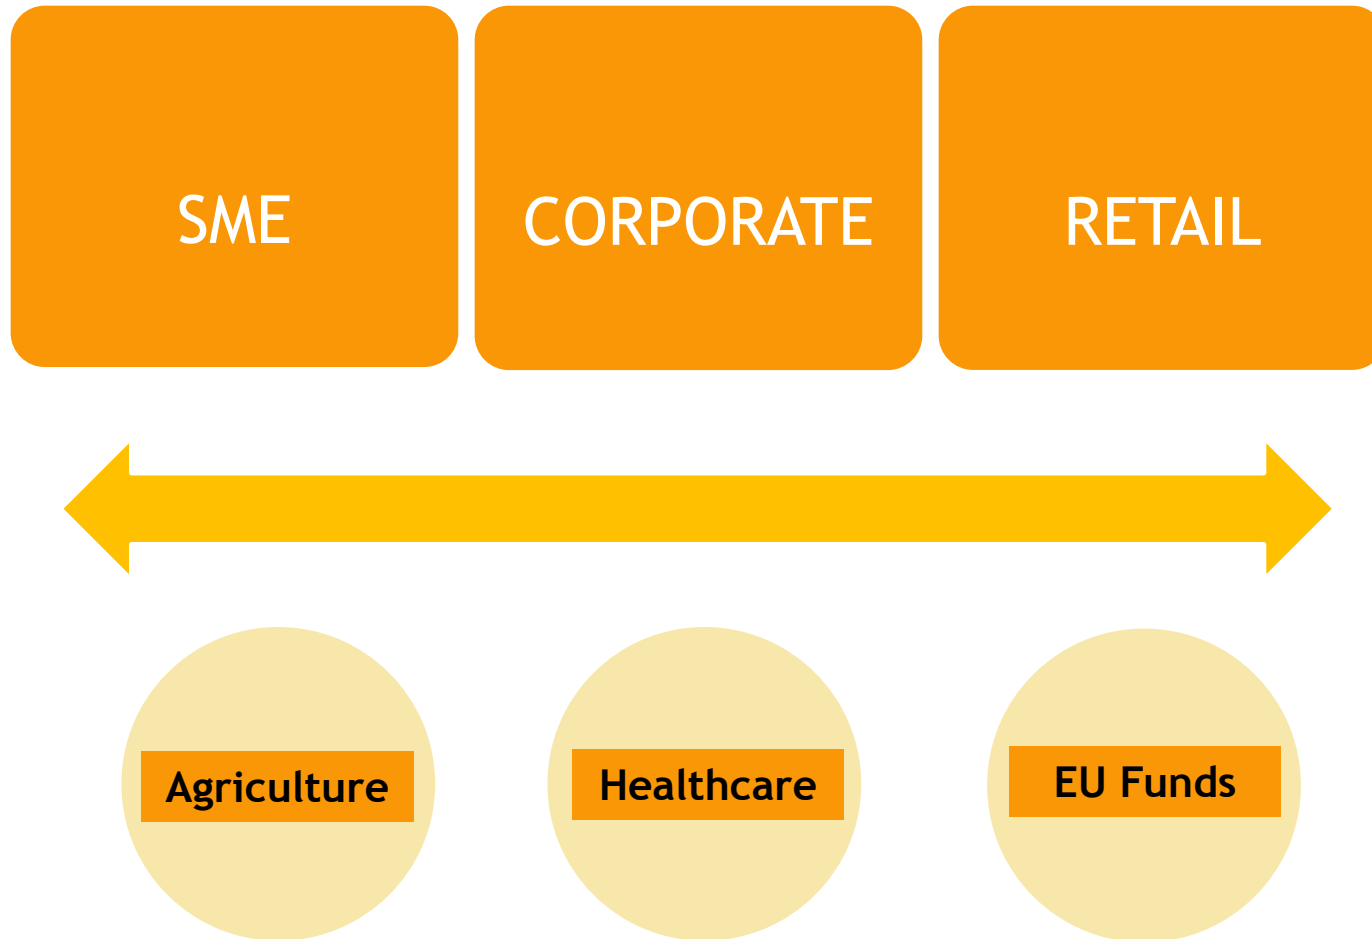 SME
CORPORATE
RETAIL
Agriculture
Healthcare
EU Funds